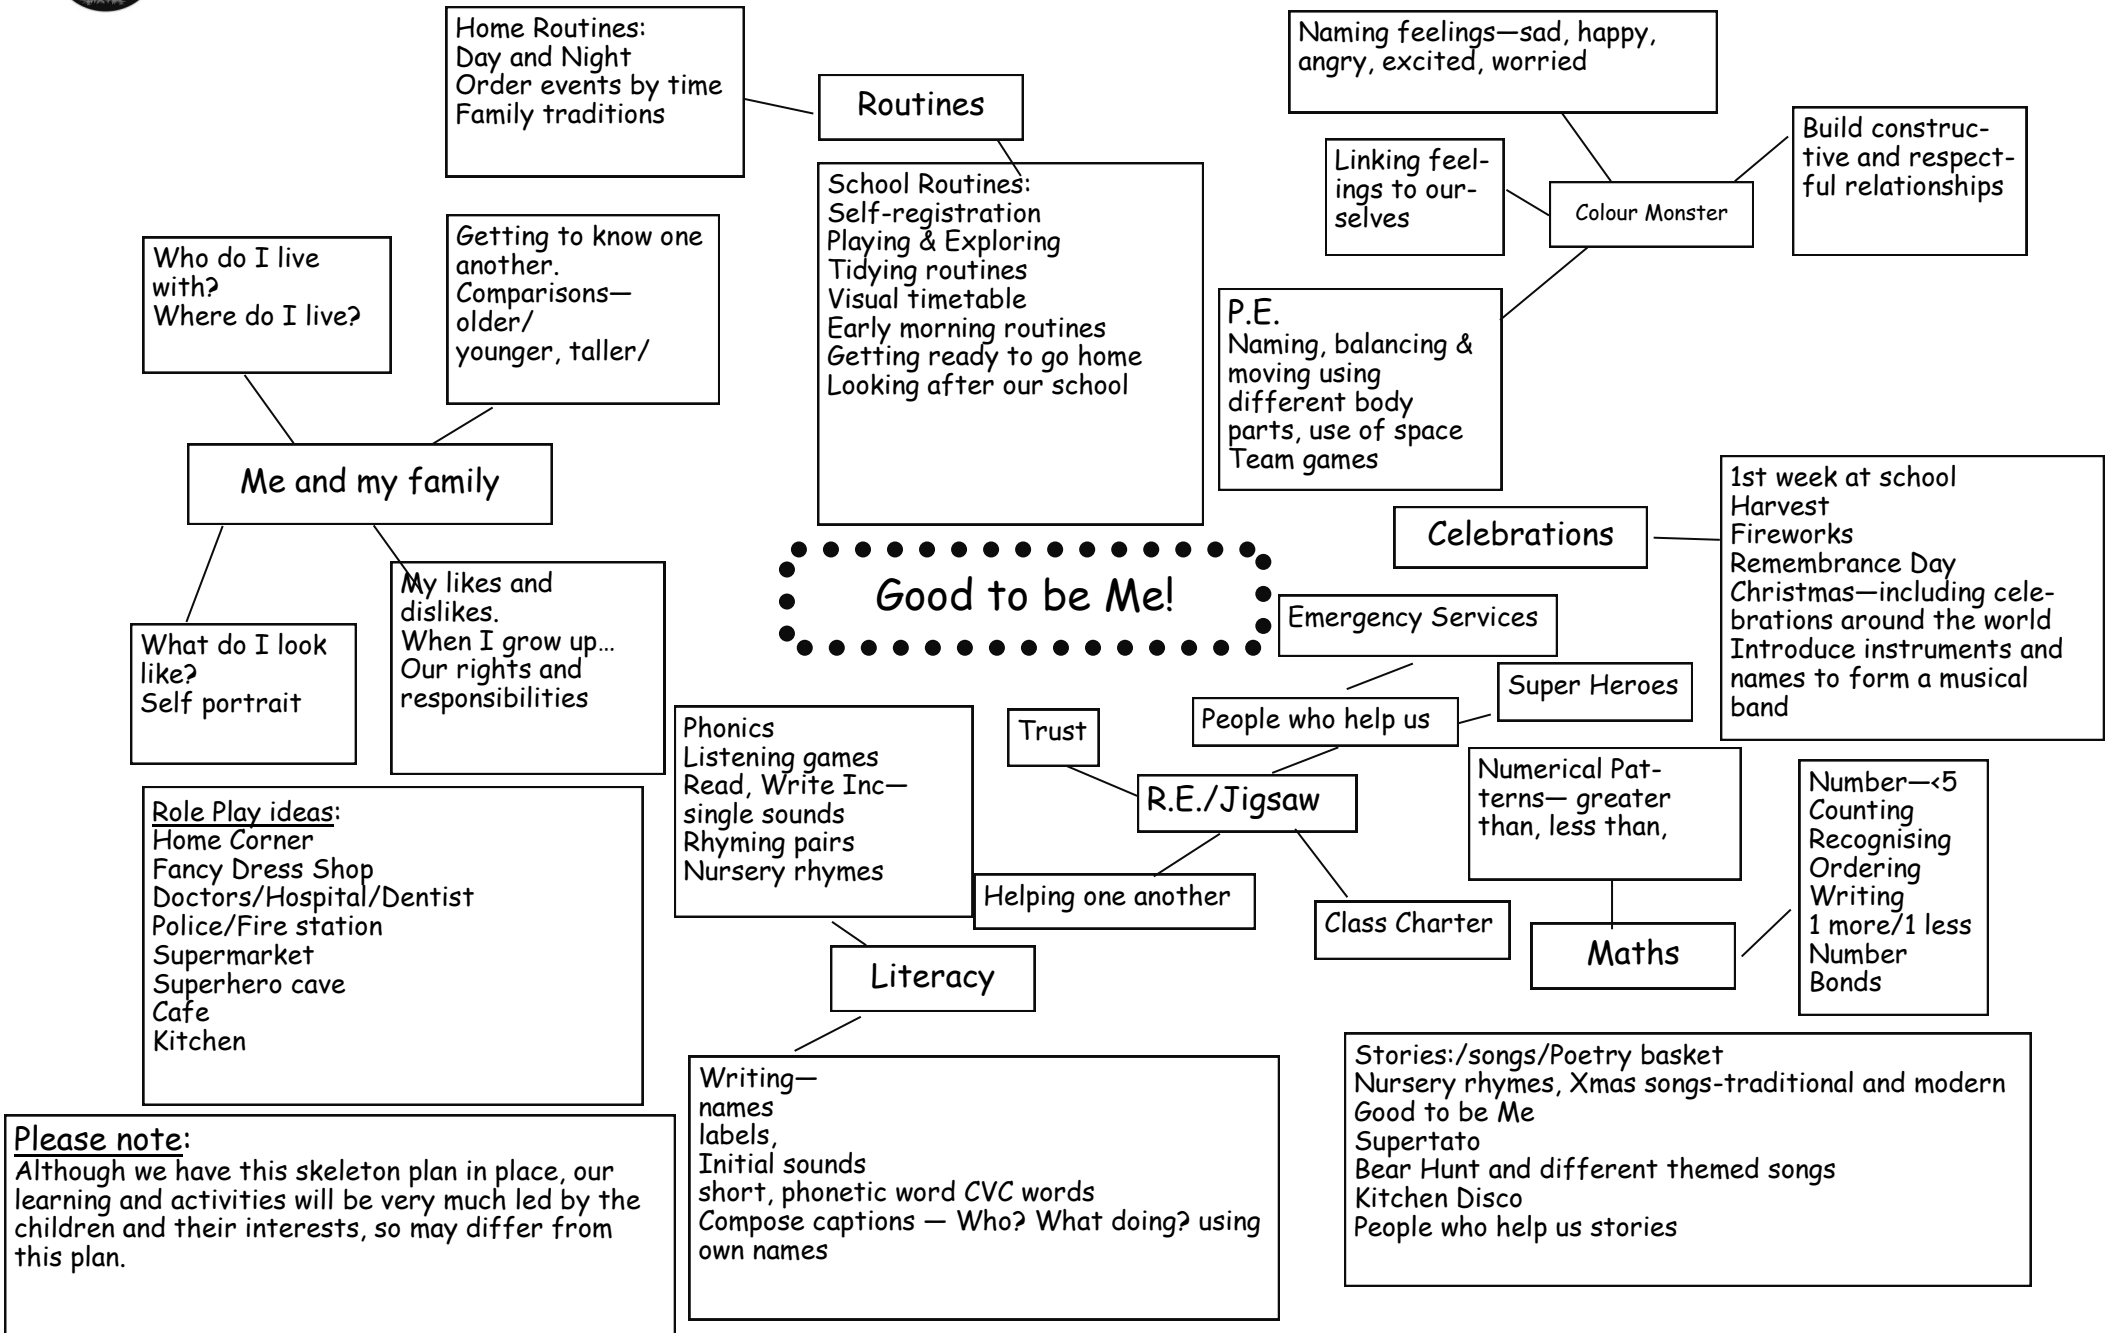 Home Routines:
Day and Night
Order events by time
Family traditions
Routines
School Routines:
Self-registration
Playing & Exploring
Tidying routines
Visual timetable
Early morning routines
Getting ready to go home
Looking after our school
Naming feelings—sad, happy,
angry, excited, worried
Linking feel-
ings to our-
selves
Colour Monster
Build construc-
tive and respect-
ful relationships
P.E.
Naming, balancing &
moving using
different body
parts, use of space
Team games
Who do I live
with?
Where do I live?
Getting to know one
another.
Comparisons—
older/
younger, taller/
Me and my family
What do I look
like?
Self portrait
My likes and
dislikes.
When I grow up...
Our rights and
responsibilities
Good to be Me!
Celebrations
1st week at school
Harvest
Fireworks
Remembrance Day
Christmas—including cele-
brations around the world
Introduce instruments and
names to form a musical
band
Emergency Services
Super Heroes
People who help us
Trust
R.E./Jigsaw
Helping one another
Class Charter
Numerical Pat-
terns— greater
than, less than,
Maths
Number—<5
Counting
Recognising
Ordering
Writing
1 more/1 less
Number
Bonds
Phonics
Listening games
Read, Write Inc—
single sounds
Rhyming pairs
Nursery rhymes
Literacy
Writing—
names
labels,
Initial sounds
short, phonetic word CVC words
Compose captions — Who? What doing? using
own names
Role Play ideas:
Home Corner
Fancy Dress Shop
Doctors/Hospital/Dentist
Police/Fire station
Supermarket
Superhero cave
Cafe
Kitchen
Please note:
Although we have this skeleton plan in place, our
learning and activities will be very much led by the
children and their interests, so may differ from
this plan.
Stories:/songs/Poetry basket
Nursery rhymes, Xmas songs-traditional and modern
Good to be Me
Supertato
Bear Hunt and different themed songs
Kitchen Disco
People who help us stories